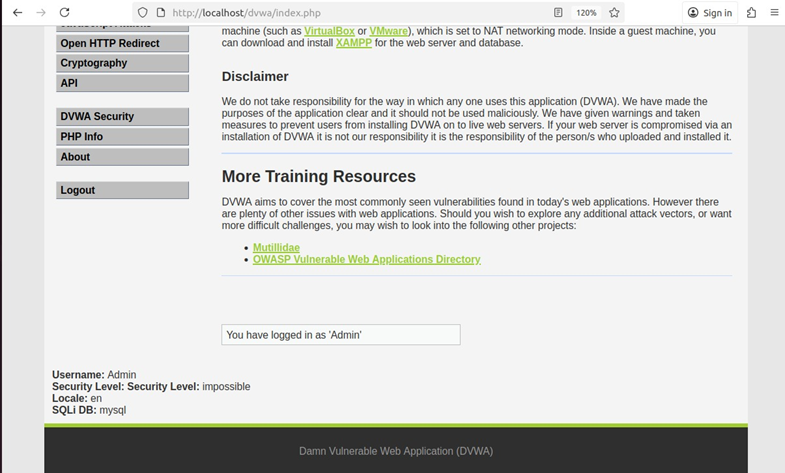 http://localhost/dvwa/index.php
120%
Sign in
Open HTTP Redirect
Cryptography
API
DVWA Security
PHP Info
About
Logout
machine (such as VirtualBox or VMware), which is set to NAT networking mode. Inside a guest machine, you
can download and install XAMPP for the web server and database.
Disclaimer
We do not take responsibility for the way in which any one uses this application (DVWA). We have made the
purposes of the application clear and it should not be used maliciously. We have given warnings and taken
measures to prevent users from installing DVWA on to live web servers. If your web server is compromised via an
installation of DVWA it is not our responsibility it is the responsibility of the person/s who uploaded and installed it.
More Training Resources
DVWA aims to cover the most commonly seen vulnerabilities found in today's web applications. However there
are plenty of other issues with web applications. Should you wish to explore any additional attack vectors, or want
more difficult challenges, you may wish to look into the following other projects:
• Mutillidae
• OWASP Vulnerable Web Applications Directory
You have logged in as 'Admin'
Username: Admin
Security Level: Security Level: impossible
Locale: en
SQLi DB: mysql
Damn Vulnerable Web Application (DVWA)